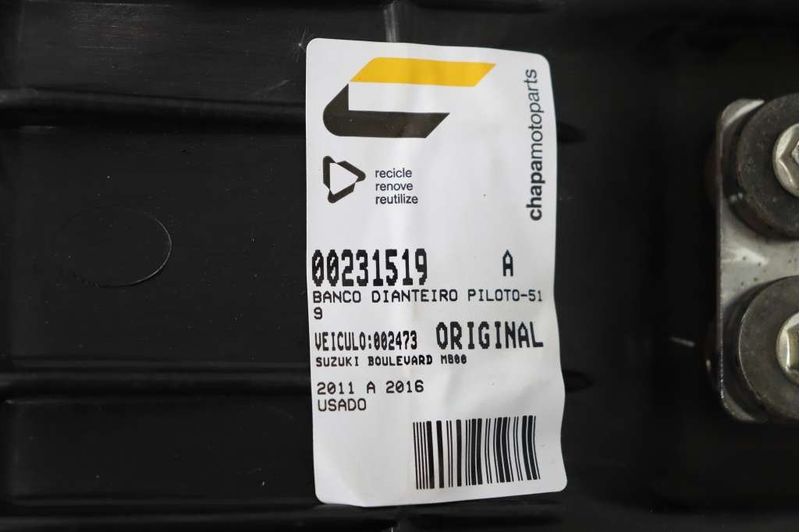 chapamotoparts
recicle
renove
reutilize
00231519 A
BANCO DIANTEIRO PILOTO-51
9
VEICULO:002473 ORIGINAL
SUZUKI BOULEVARD M800
2011 A 2016
USADO